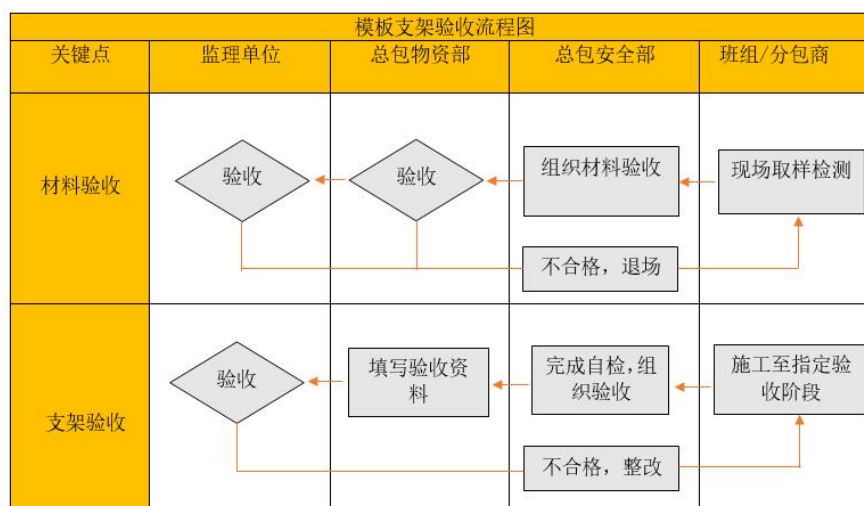 模板支架验收流程图
关键点
监理单位
总包物资部
总包安全部
班组/分包商
材料验收
验收
验收
组织材料验收
现场取样检测
不合格，退场
支架验收
验收
填写验收资
料
完成自检,组
织验收
施工至指定验
收阶段
不合格，整改